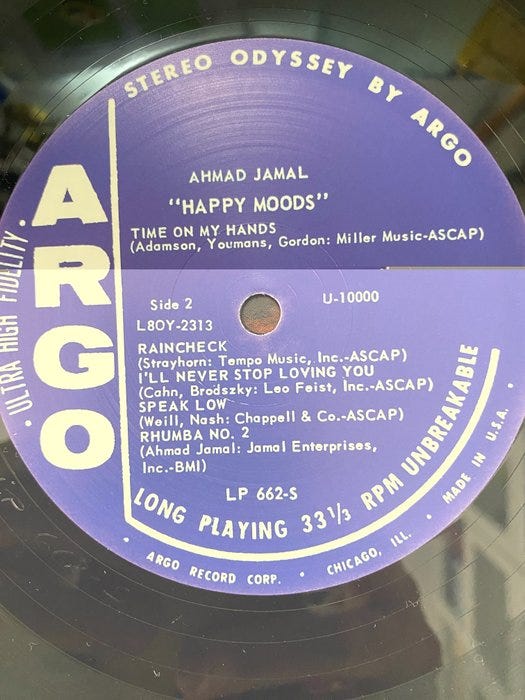 STEREO ODYSSEY BY ARGO
ARGO
ULTRA HIGH FIDELITY
AHMAD JAMAL
"HAPPY MOODS"
TIME ON MY HANDS
(Adamson, Youmans, Gordon: Miller Music-ASCAP)
Side 2
U-10000
L80Y-2313
RAINCHECK
(Strayhorn: Tempo Music, Inc.-ASCAP)
I'LL NEVER STOP LOVING YOU
(Cahn, Brodszky: Leo Feist, Inc.-ASCAP)
SPEAK LOW
(Weill, Nash: Chappell & Co.-ASCAP)
RHUMBA NO. 2
(Ahmad Jamal: Jamal Enterprises,
Inc.-BMI)
LP 662-S
LONG PLAYING 33 1/3 RPM UNBREAKABLE
• ARGO RECORD CORP. • CHICAGO, ILL. • MADE IN U.S.A. •